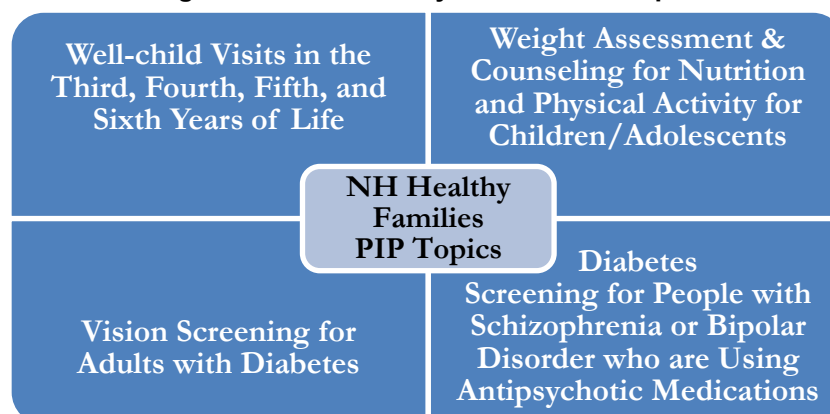 Well-child Visits in the
Third, Fourth, Fifth, and
Sixth Years of Life
Weight Assessment &
Counseling for Nutrition
and Physical Activity for
Children/Adolescents
NH Healthy
Families
PIP Topics
Vision Screening for
Adults with Diabetes
Diabetes
Screening for People with
Schizophrenia or Bipolar
Disorder who are Using
Antipsychotic Medications